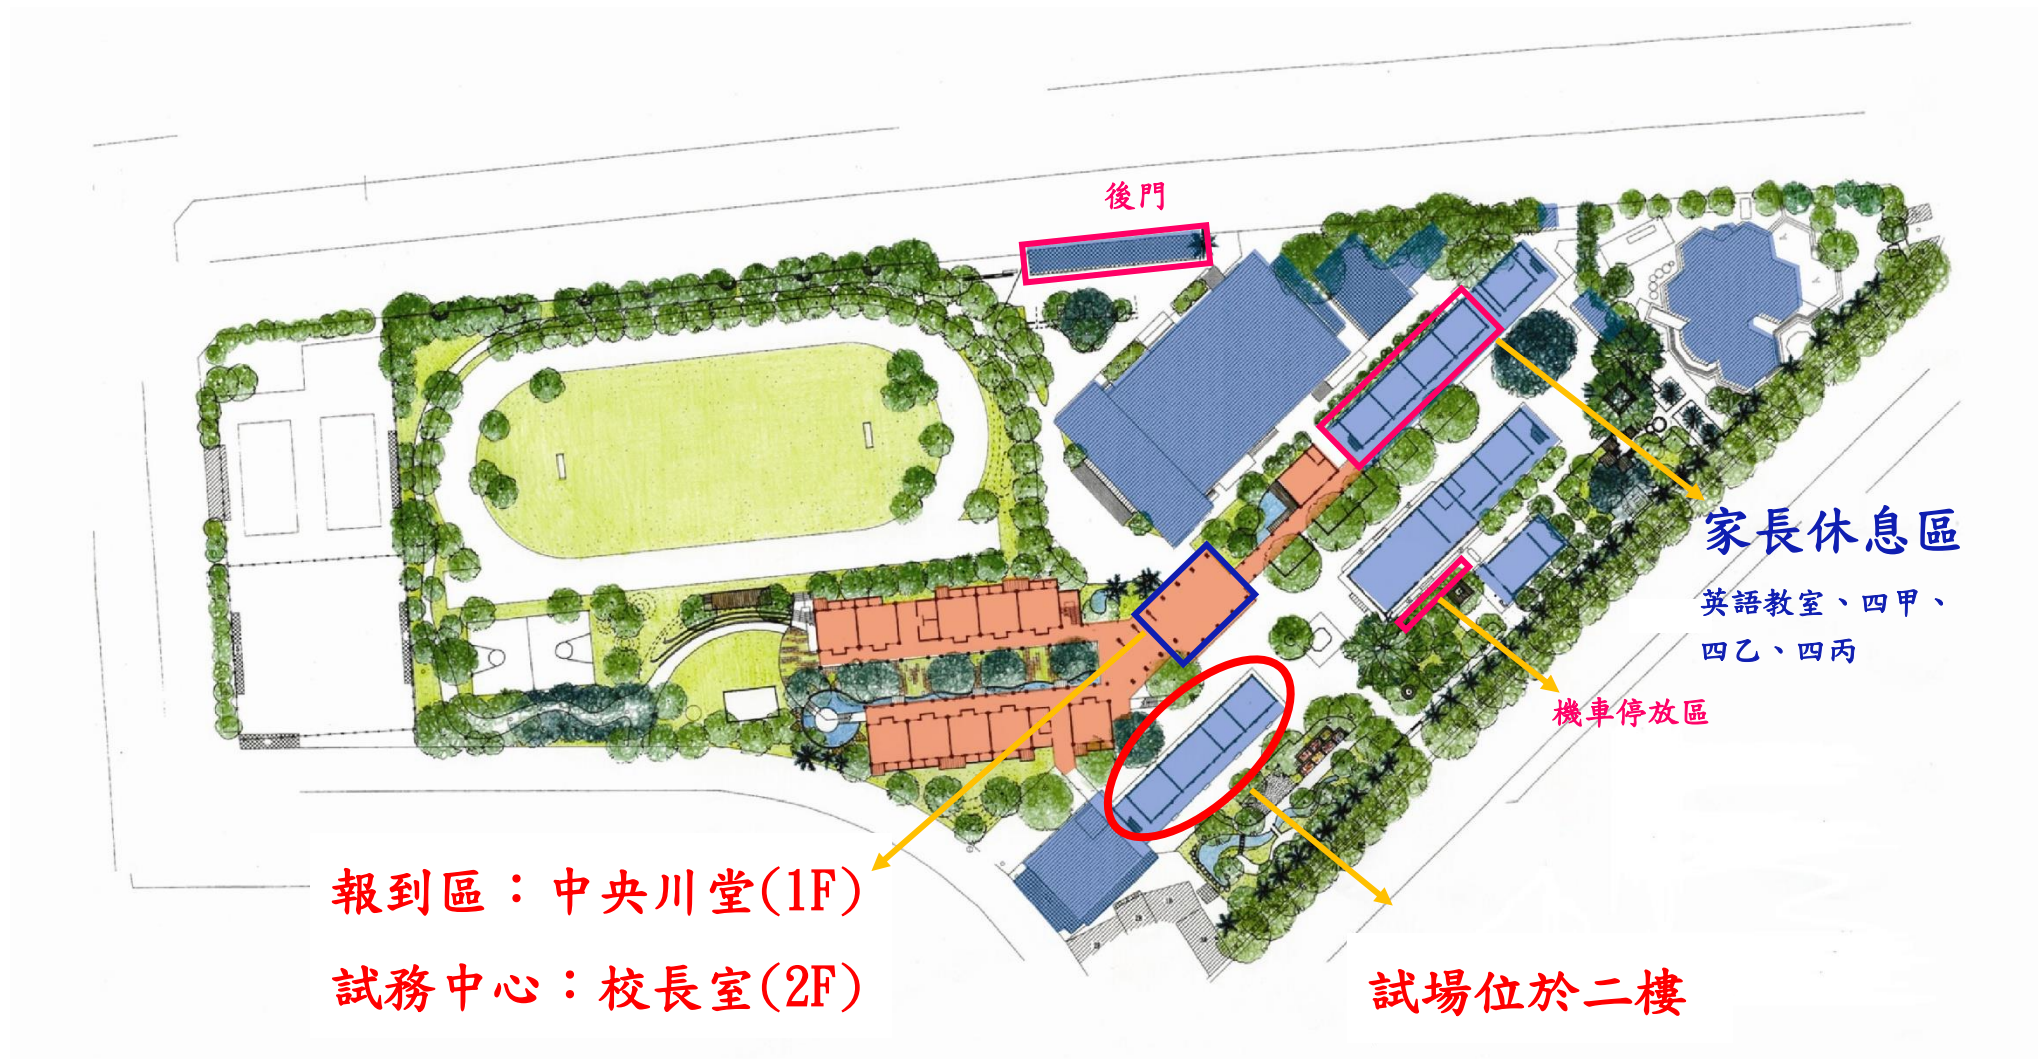 後門
家長休息區
英語教室、四甲、
四乙、四丙
機車停放區
報到區：中央川堂(1F)
試務中心：校長室(2F)
試場位於二樓